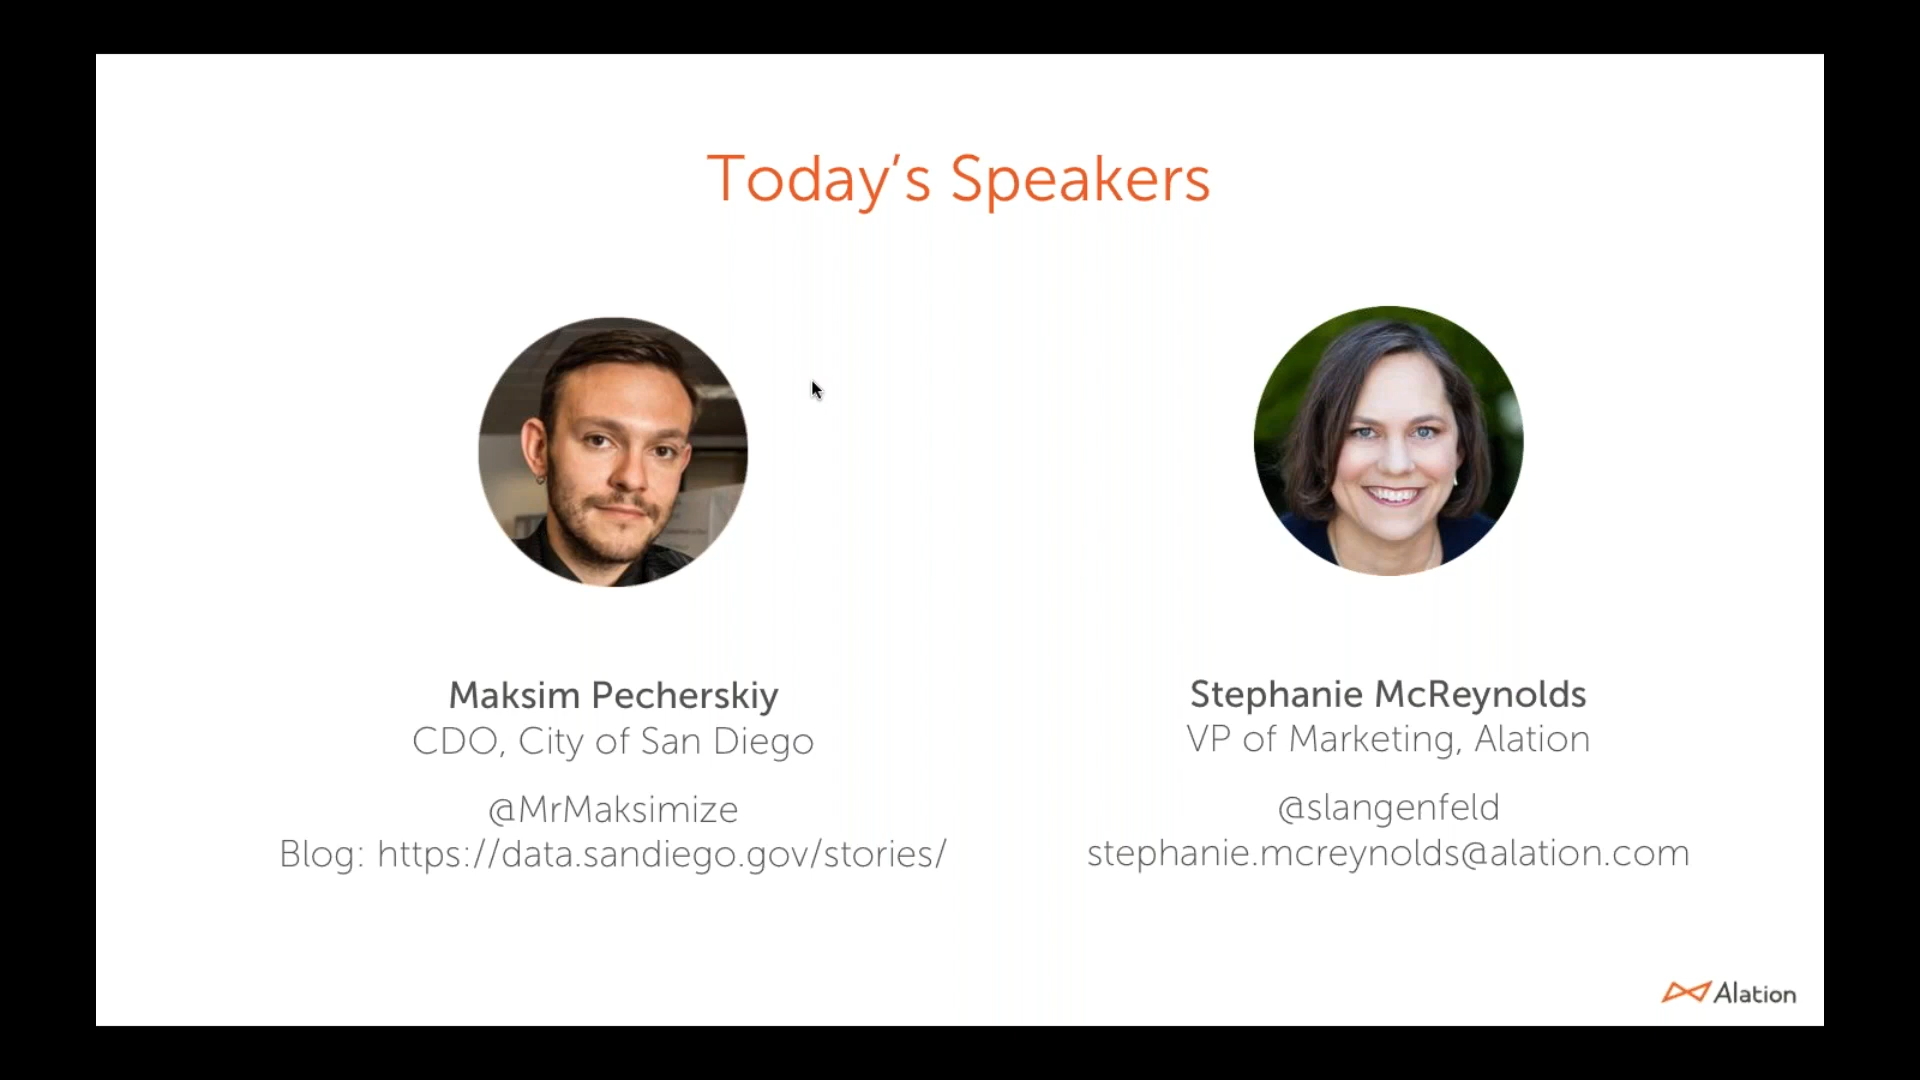 Today's Speakers
Maksim Pecherskiy
CDO, City of San Diego
@MrMaksimize
Blog: https://data.sandiego.gov/stories/
Stephanie McReynolds
VP of Marketing, Alation
@slangenfeld
stephanie.mcreynolds@alation.com
Alation